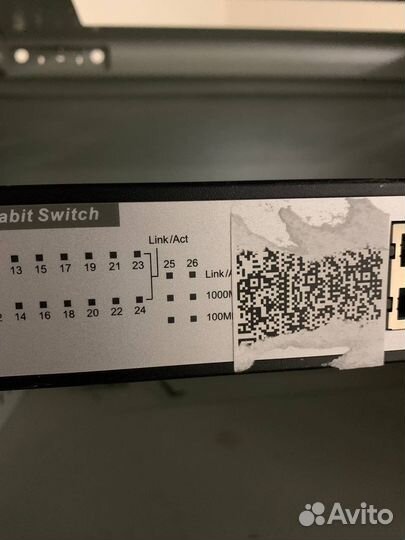 abit Switch
Link/Act
13 15 17 19 21 23 25 26
Link/A
1000M
14 16 18 20 22 24
100M
Avito